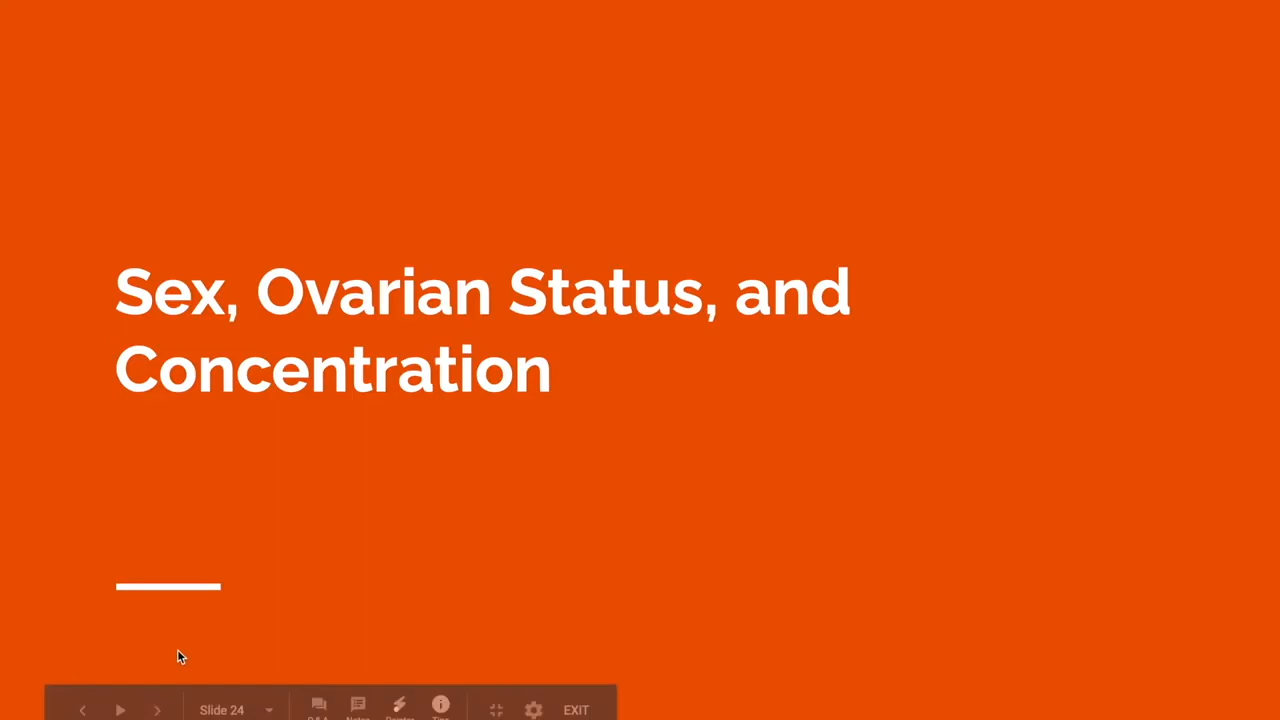 Sex, Ovarian Status, and
Concentration
Slide 24
EXIT